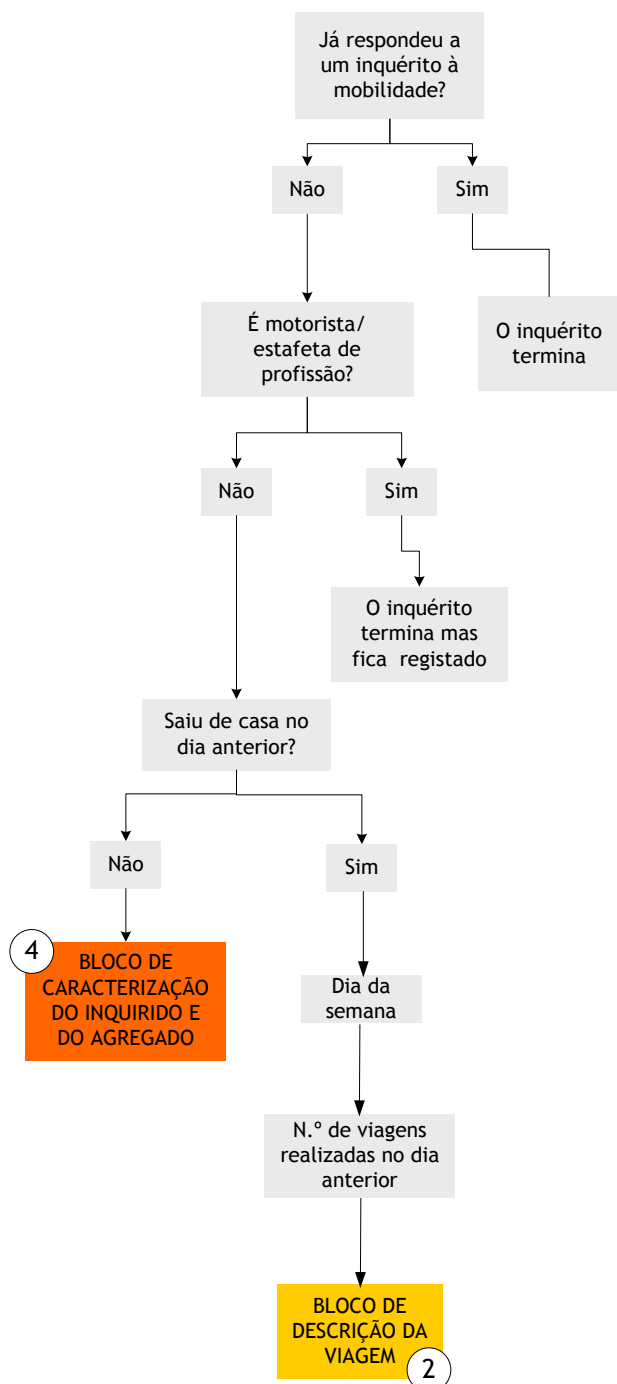 Já respondeu a
um inquérito à
mobilidade?
Não
Sim
É motorista/
estafeta de
profissão?
O inquérito
termina
Não
Sim
O inquérito
termina mas
fica registado
Saiu de casa no
dia anterior?
Não
Sim
4
BLOCO DE
CARACTERIZAÇÃO
DO INQUIRIDO E
DO AGREGADO
Dia da
semana
N.º de viagens
realizadas no dia
anterior
BLOCO DE
DESCRIÇÃO DA
VIAGEM
2